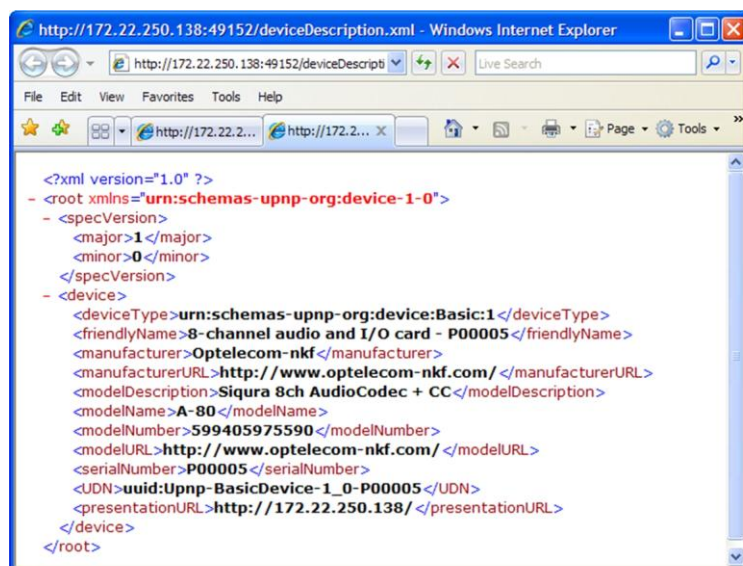 http://172.22.250.138:49152/deviceDescription.xml - Windows Internet Explorer
http://172.22.250.138:49152/deviceDescripti
Live Search
File Edit View Favorites Tools Help
http://172.22.2... http://172.2... X Page Tools »
<?xml version="1.0" ?>
- <root xmlns="urn:schemas-upnp-org:device-1-0">
- <specVersion>
<major>1</major>
<minor>0</minor>
</specVersion>
- <device>
<deviceType>urn:schemas-upnp-org:device:Basic:1</deviceType>
<friendlyName>8-channel audio and I/O card - P00005</friendlyName>
<manufacturer>Optelecom-nkf</manufacturer>
<manufacturerURL>http://www.optelecom-nkf.com/</manufacturerURL>
<modelDescription>Siqura 8ch AudioCodec + CC</modelDescription>
<modelName>A-80</modelName>
<modelNumber>599405975590</modelNumber>
<modelURL>http://www.optelecom-nkf.com/</modelURL>
<serialNumber>P00005</serialNumber>
<UDN>uuid:Upnp-BasicDevice-1_0-P00005</UDN>
<presentationURL>http://172.22.250.138/</presentationURL>
</device>
</root>